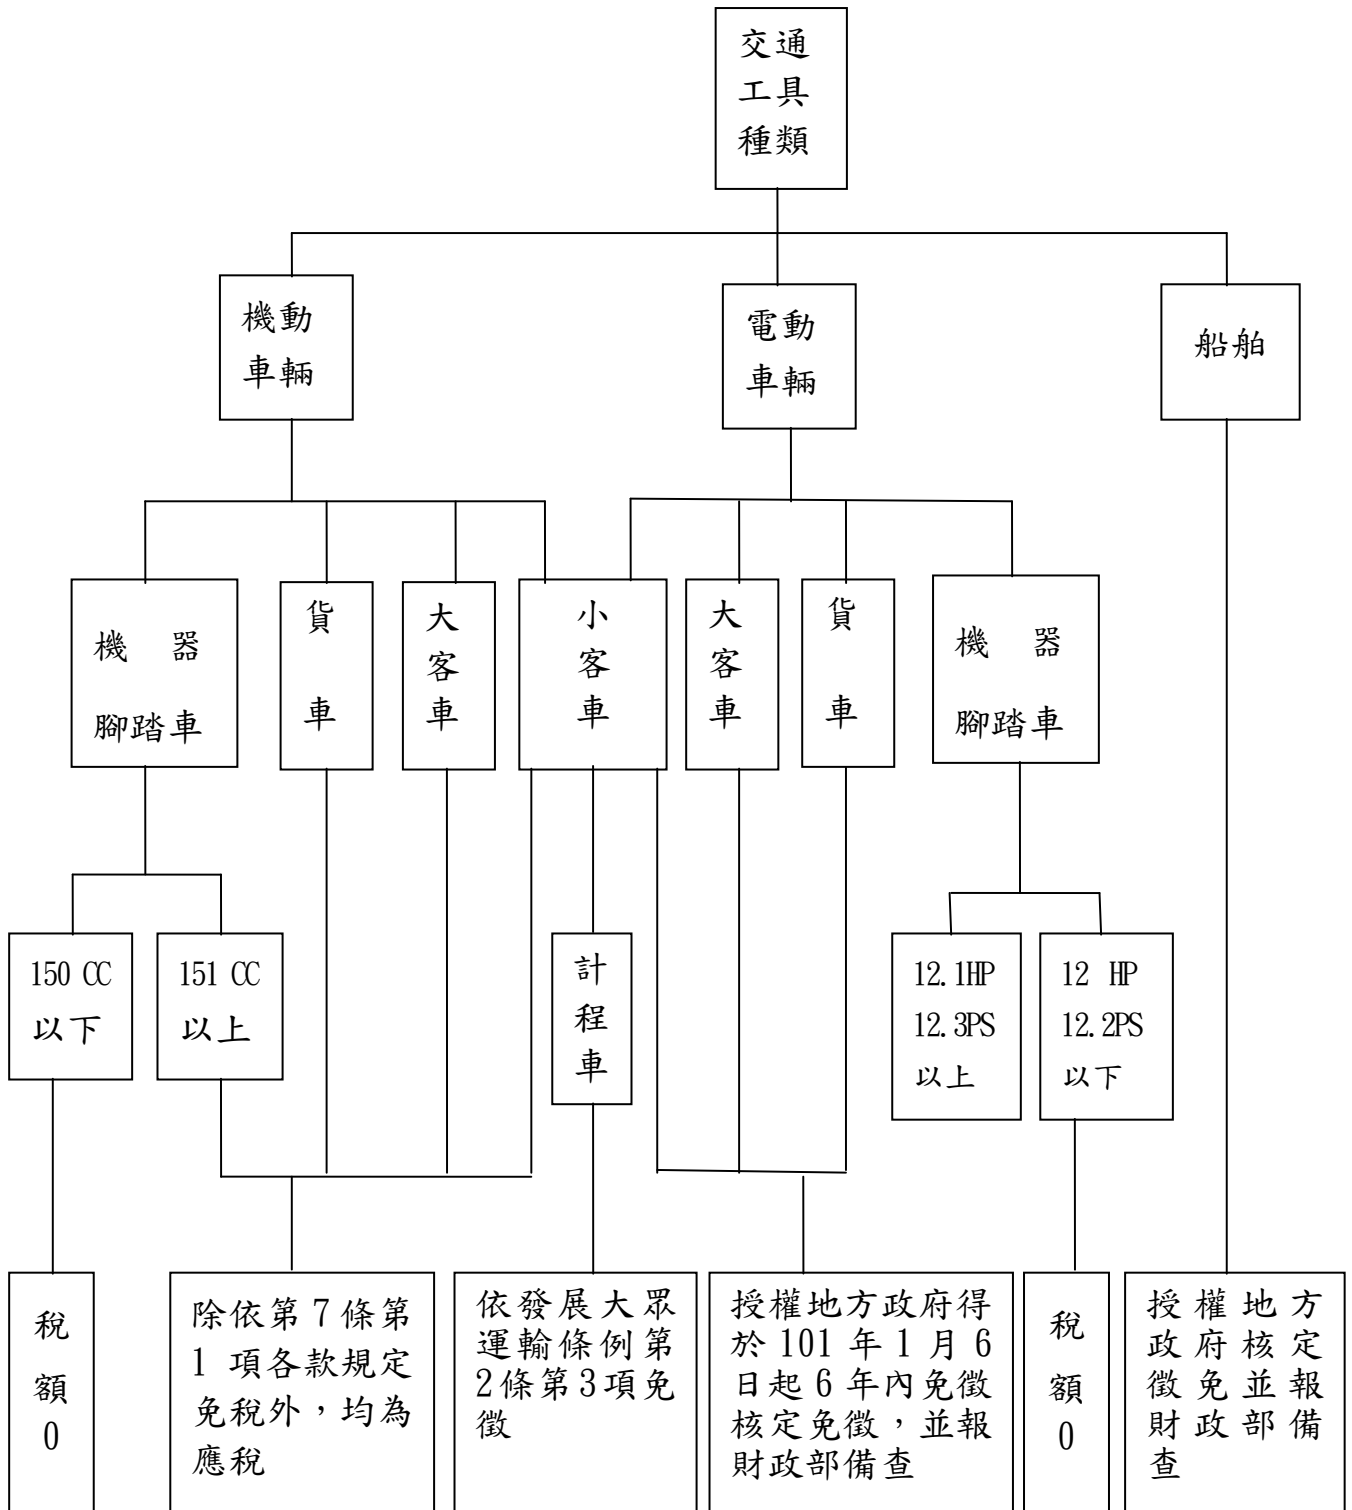 交通
工具
種類
機動
車輛
電動
車輛
船舶
機 器
腳踏車
貨
車
大
客
車
小
客
車
大
客
車
貨
車
機 器
腳踏車
150 CC
以下
151 CC
以上
計
程
車
12.1HP
12.3PS
以上
12 HP
12.2PS
以下
稅
額
0
除依第7條第
1 項各款規定
免稅外，均為
應稅
依發展大眾
運輸條例第
2條第3項免
徵
授權地方政府得
於 101 年 1 月 6
日起 6 年內免徵
核定免徵，並報
財政部備查
稅
額
0
授權地方
政府核定
徵免並報
財政部備
查